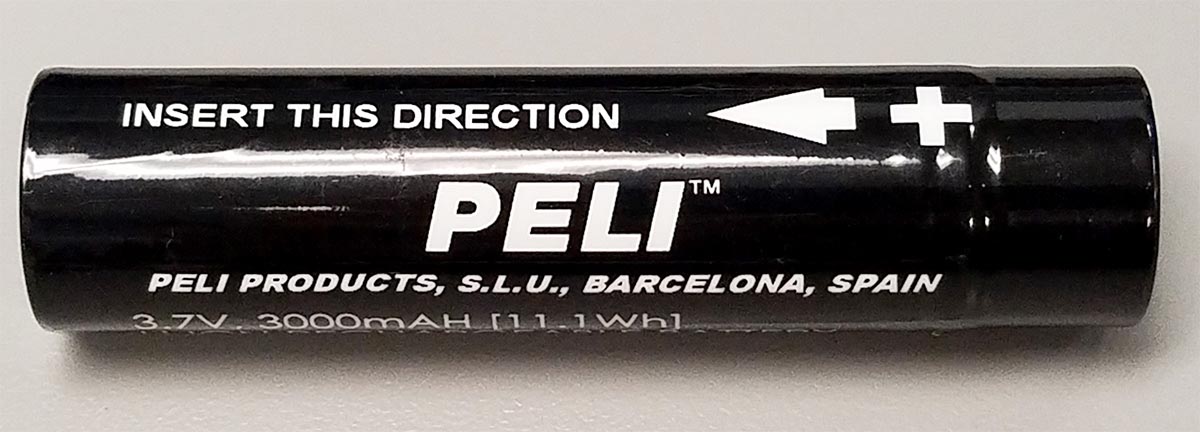 INSERT THIS DIRECTION +
PELI™
PELI PRODUCTS, S.L.U., BARCELONA, SPAIN
3.7V, 3000mAH [11.1Wh]